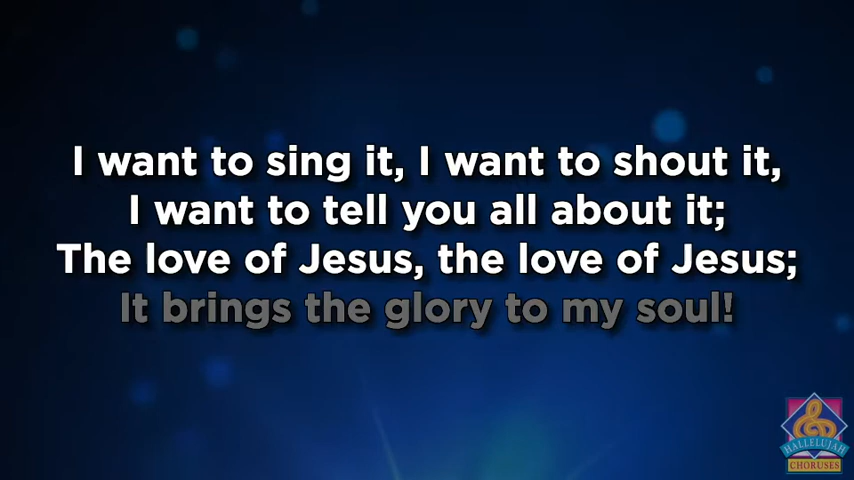 I want to sing it, I want to shout it,
I want to tell you all about it;
The love of Jesus, the love of Jesus;
It brings the glory to my soul!
HALLELUJAH
CHORUSES